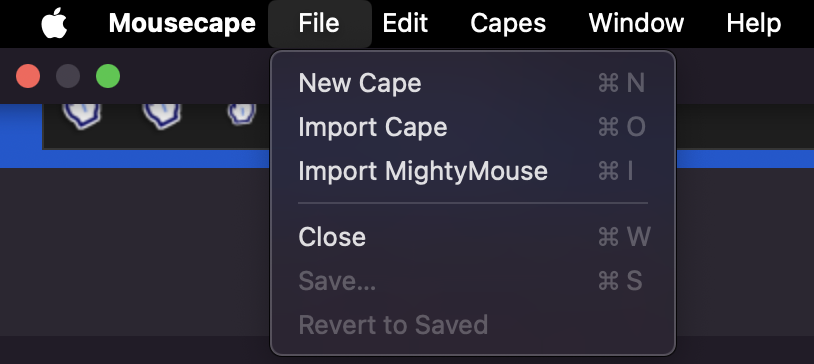 Mousecape File Edit Capes Window Help
New Cape ⌘ N
Import Cape ⌘ O
Import MightyMouse ⌘ I
Close ⌘ W
Save... ⌘ S
Revert to Saved